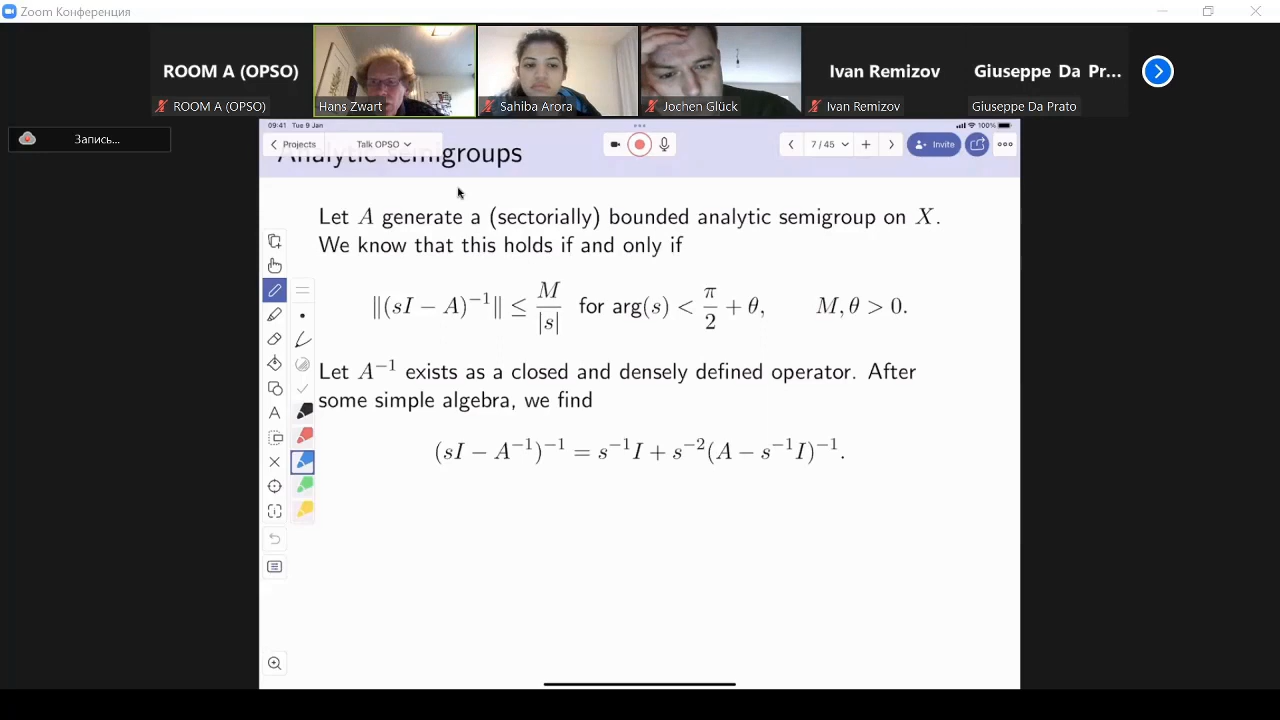 Zoom Конференция
ROOM A (OPSO)
Ivan Remizov
Giuseppe Da Pr...
ROOM A (OPSO)
Hans Zwart
Sahiba Arora
Jochen Glück
Ivan Remizov
Giuseppe Da Prato
Запись...
09:41 Tue 9 Jan
100%
Projects
Talk OPSO
7 / 45
Invite
Analytic semigroups
Let A generate a (sectorially) bounded analytic semigroup on X.
We know that this holds if and only if
‖(sI − A)⁻¹‖ ≤ M/|s| for arg(s) < π/2 + θ, M, θ > 0.
Let A⁻¹ exists as a closed and densely defined operator. After
some simple algebra, we find
(sI − A⁻¹)⁻¹ = s⁻¹I + s⁻²(A − s⁻¹I)⁻¹.